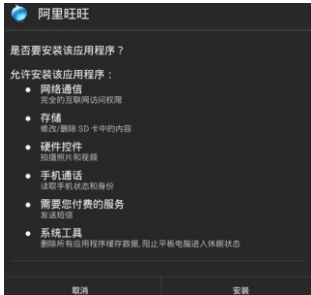 阿里旺旺
是否要安装该应用程序？
允许安装该应用程序：
● 网络通信
完全的互联网访问权限
● 存储
修改/删除 SD 卡中的内容
● 硬件控件
拍摄照片和视频
● 手机通话
读取手机状态和身份
● 需要您付费的服务
发送短信
● 系统工具
删除所有应用程序缓存数据, 阻止平板电脑进入休眠状态
取消 安装